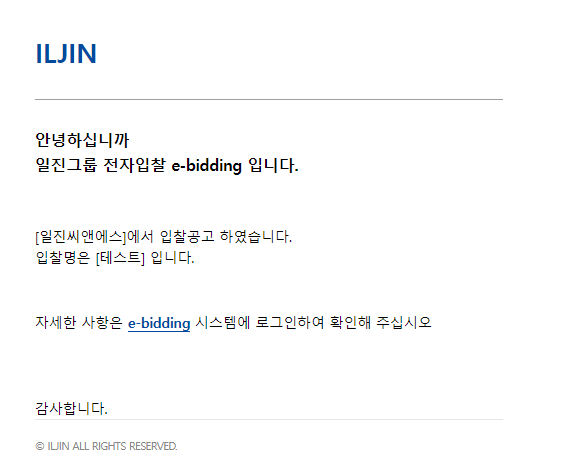 ILJIN
안녕하십니까
일진그룹 전자입찰 e-bidding 입니다.
[일진씨앤에스]에서 입찰공고 하였습니다.
입찰명은 [테스트] 입니다.
자세한 사항은 e-bidding 시스템에 로그인하여 확인해 주십시오
감사합니다.
© ILJIN ALL RIGHTS RESERVED.